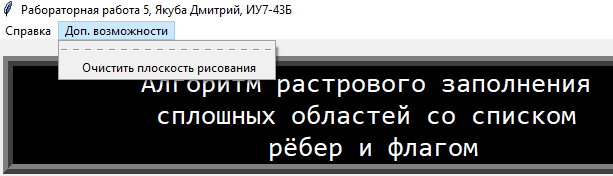 Рабораторная работа 5, Якуба Дмитрий, ИУ7-43Б
Справка Доп. возможности
Очистить плоскость рисования
Алгоритм растрового заполнения
сплошных областей со списком
рёбер и флагом